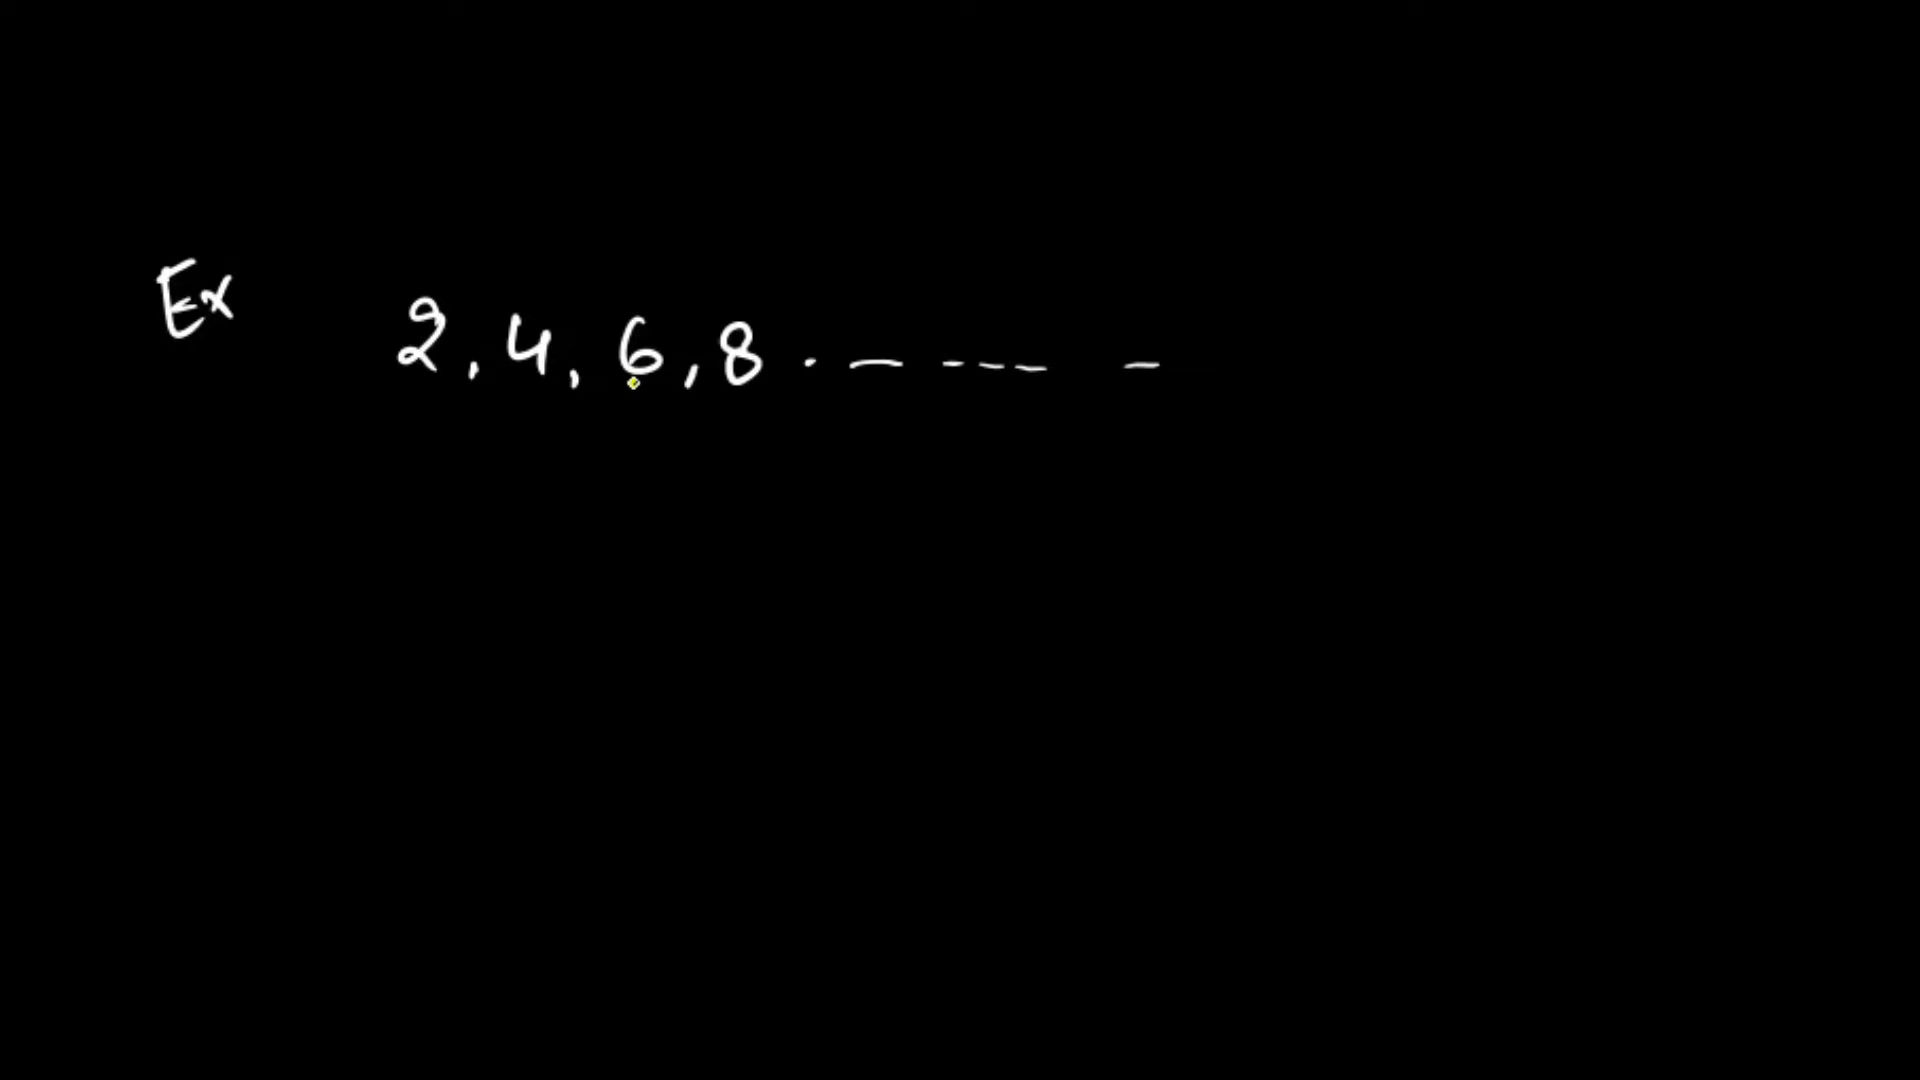 Ex 2, 4, 6, 8 . — - - - -